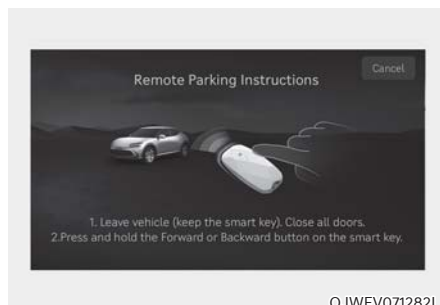 Cancel
Remote Parking Instructions
1. Leave vehicle (keep the smart key). Close all doors.
2.Press and hold the Forward or Backward button on the smart key.
OJWEV071282L